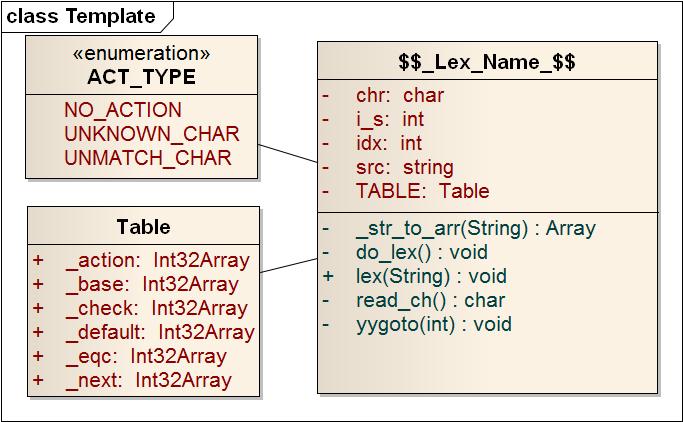 class Template
«enumeration»
ACT_TYPE
NO_ACTION
UNKNOWN_CHAR
UNMATCH_CHAR
Table
+ _action: Int32Array
+ _base: Int32Array
+ _check: Int32Array
+ _default: Int32Array
+ _eqc: Int32Array
+ _next: Int32Array
$$_Lex_Name_$$
- chr: char
- i_s: int
- idx: int
- src: string
- TABLE: Table
- _str_to_arr(String) : Array
- do_lex() : void
+ lex(String) : void
- read_ch() : char
- yygoto(int) : void